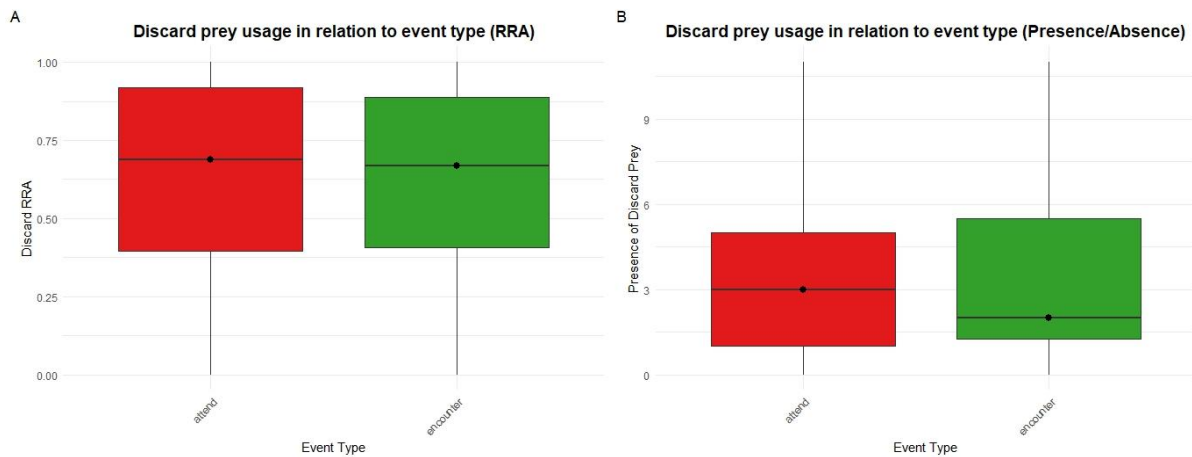 A
Discard prey usage in relation to event type (RRA)
1.00
0.75
0.50
0.25
0.00
Discard RRA
attend
encounter
Event Type
B
Discard prey usage in relation to event type (Presence/Absence)
9
6
3
0
Presence of Discard Prey
attend
encounter
Event Type